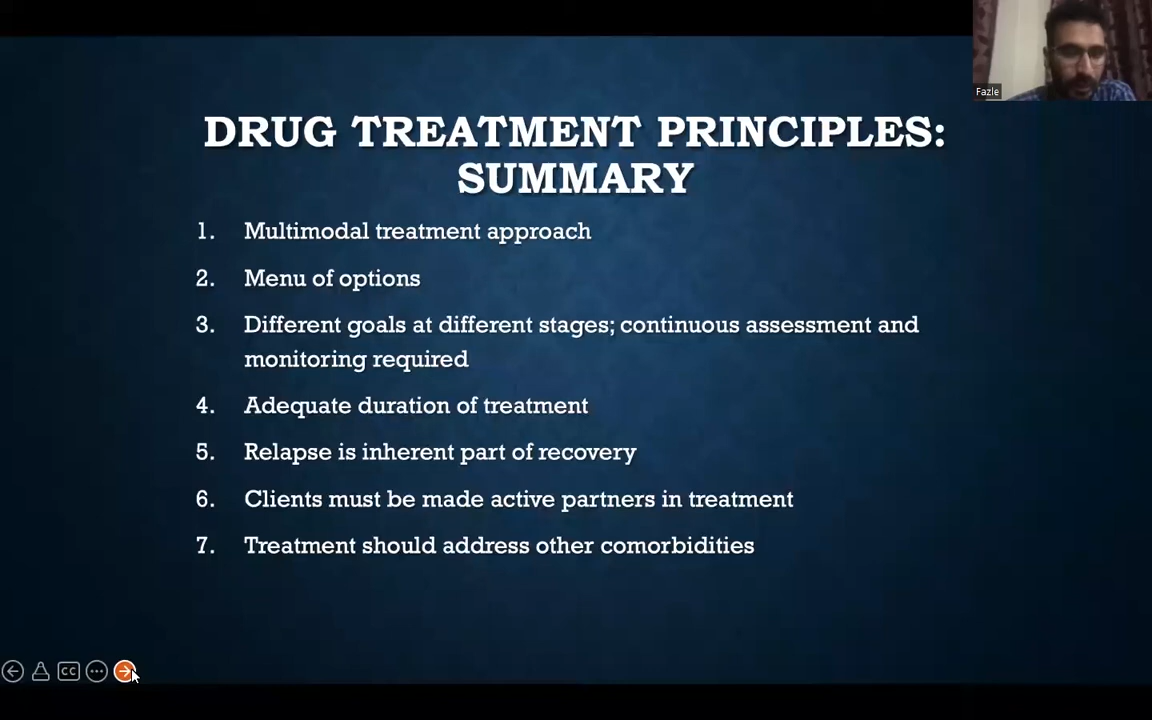 Fazle
DRUG TREATMENT PRINCIPLES:
SUMMARY
1. Multimodal treatment approach
2. Menu of options
3. Different goals at different stages; continuous assessment and
monitoring required
4. Adequate duration of treatment
5. Relapse is inherent part of recovery
6. Clients must be made active partners in treatment
7. Treatment should address other comorbidities
CC